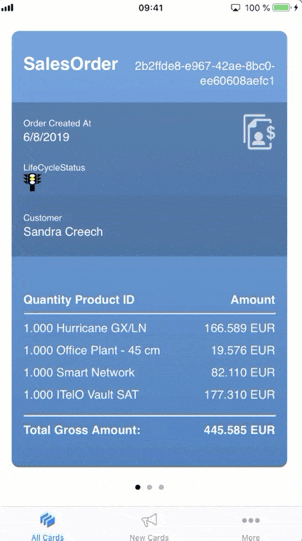 09:41
100 %
SalesOrder
2b2ffde8-e967-42ae-8bc0-
ee60608aefc1
Order Created At
6/8/2019
LifeCycleStatus
Customer
Sandra Creech
Quantity Product ID Amount
1.000 Hurricane GX/LN 166.589 EUR
1.000 Office Plant - 45 cm 19.576 EUR
1.000 Smart Network 82.110 EUR
1.000 ITelO Vault SAT 177.310 EUR
Total Gross Amount: 445.585 EUR
All Cards New Cards More